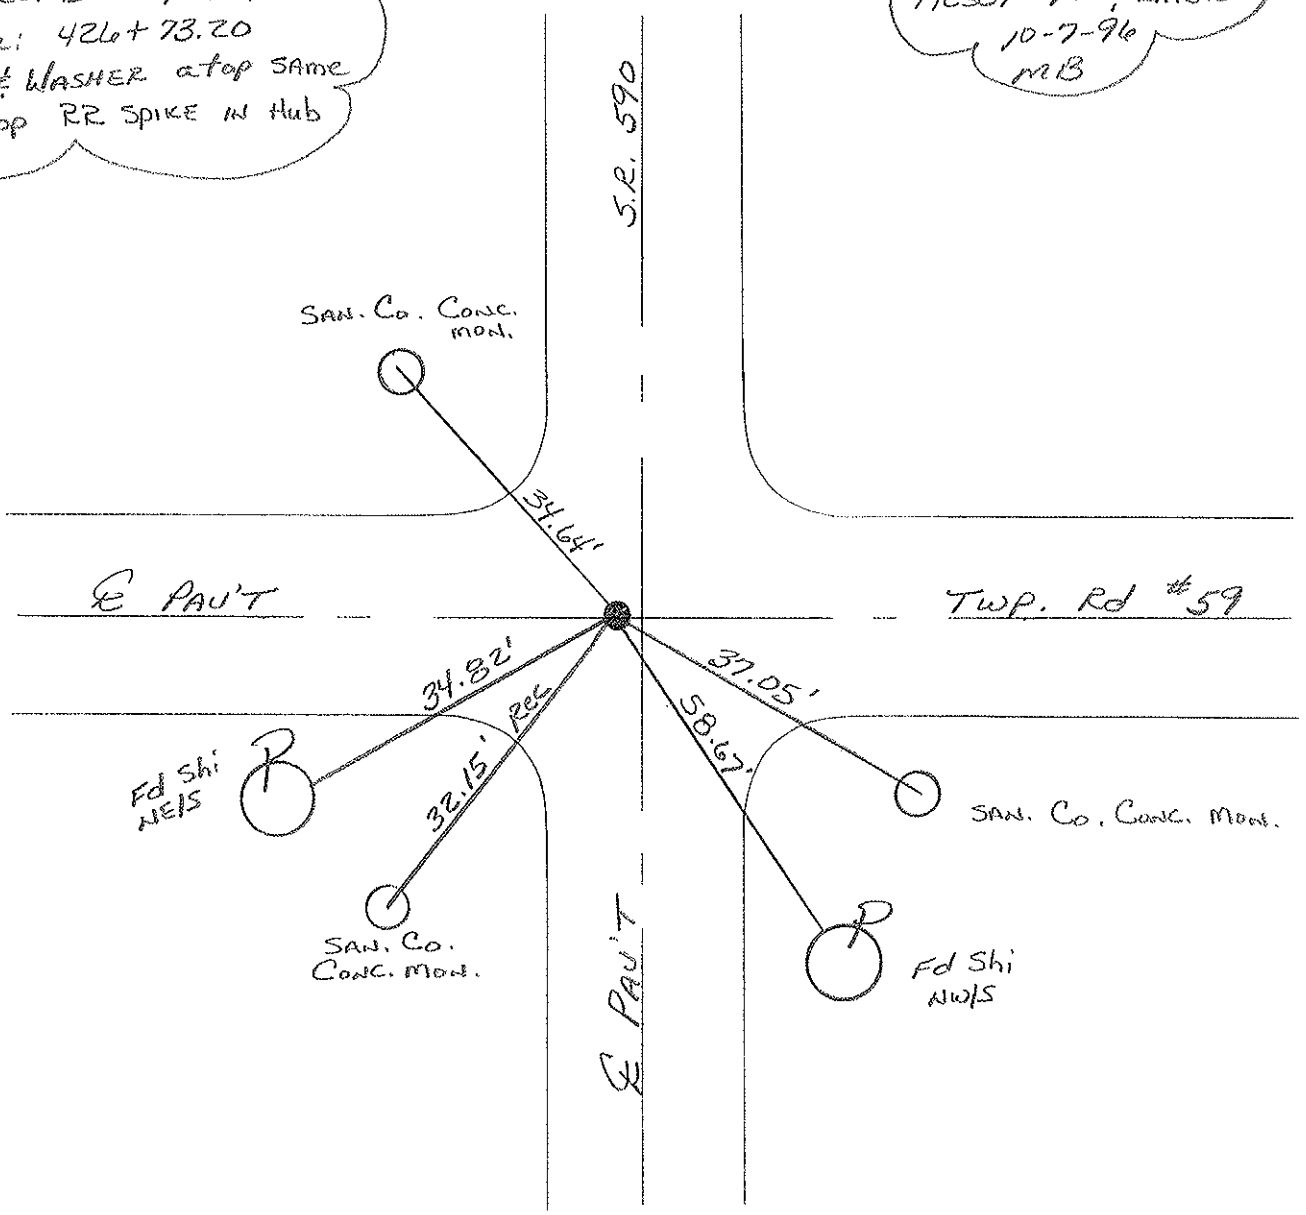 426+73.20
WASHER atop SAME
RR SPIKE IN Hub
10-7-96
MB
S.R. 590
SAN. Co. CONC.
MON.
34.64'
℄ PAV'T
TWP. Rd #59
34.82'
32.15' REC
37.05'
58.67'
Fd Shi
NE/S
SAN. Co. CONC. MON.
SAN. Co.
CONC. MON.
Fd Shi
NW/S
℄ PAV'T